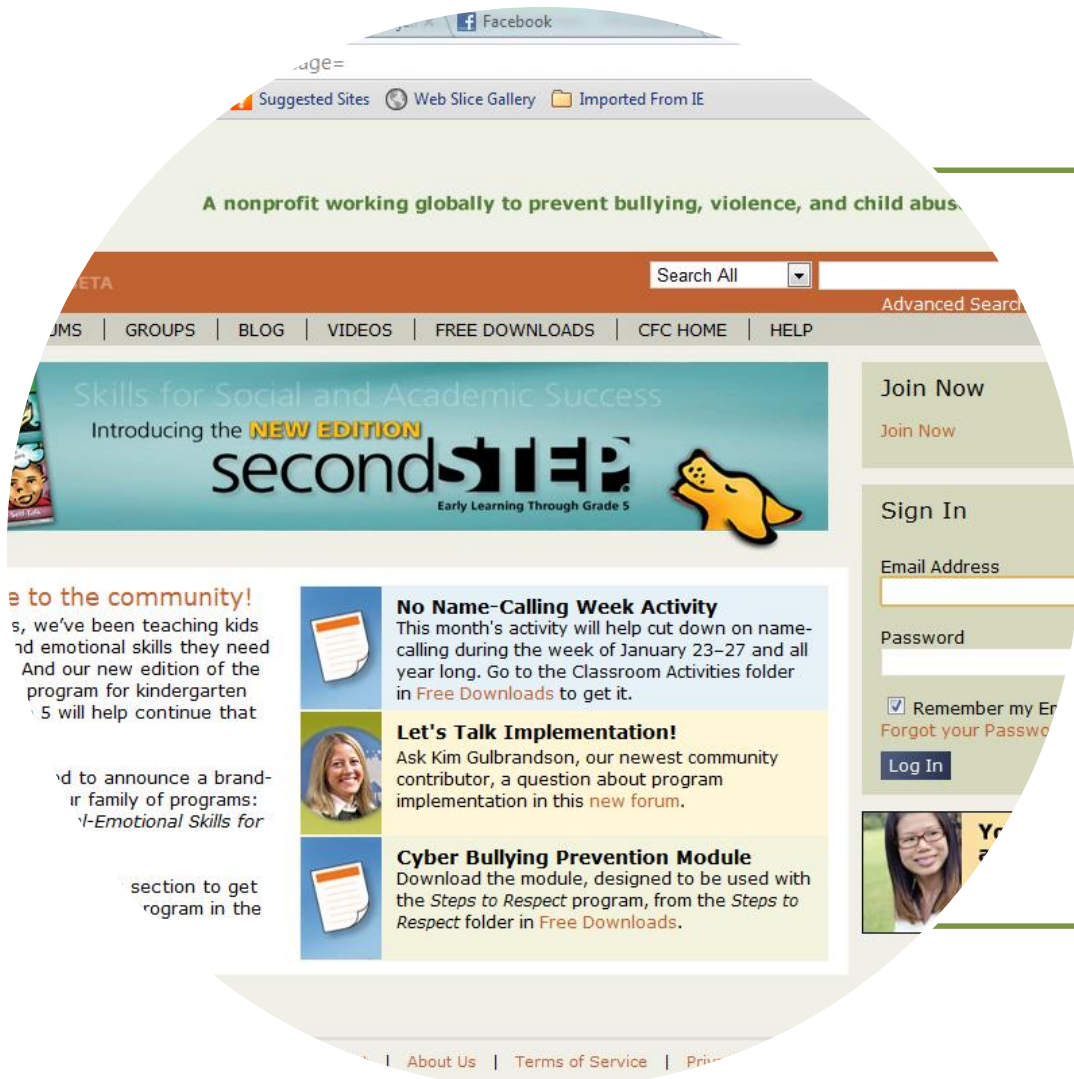 Facebook
Suggested Sites Web Slice Gallery Imported From IE
A nonprofit working globally to prevent bullying, violence, and child
Search All
Advanced Search
GROUPS | BLOG | VIDEOS | FREE DOWNLOADS | CFC HOME | HELP
Skills for Social and Academic Success
Introducing the NEW EDITION
secondSTEP
Early Learning Through Grade 5
Self-Talk
e to the community!
s, we've been teaching kids
nd emotional skills they need
And our new edition of the
program for kindergarten
5 will help continue that
ed to announce a brand-
ur family of programs:
l-Emotional Skills for
section to get
rogram in the
No Name-Calling Week Activity
This month's activity will help cut down on name-
calling during the week of January 23–27 and all
year long. Go to the Classroom Activities folder
in Free Downloads to get it.
Let's Talk Implementation!
Ask Kim Gulbrandson, our newest community
contributor, a question about program
implementation in this new forum.
Cyber Bullying Prevention Module
Download the module, designed to be used with
the Steps to Respect program, from the Steps to
Respect folder in Free Downloads.
Join Now
Join Now
Sign In
Email Address
Password
Remember my
Forgot your
Log In
| About Us | Terms of Service |